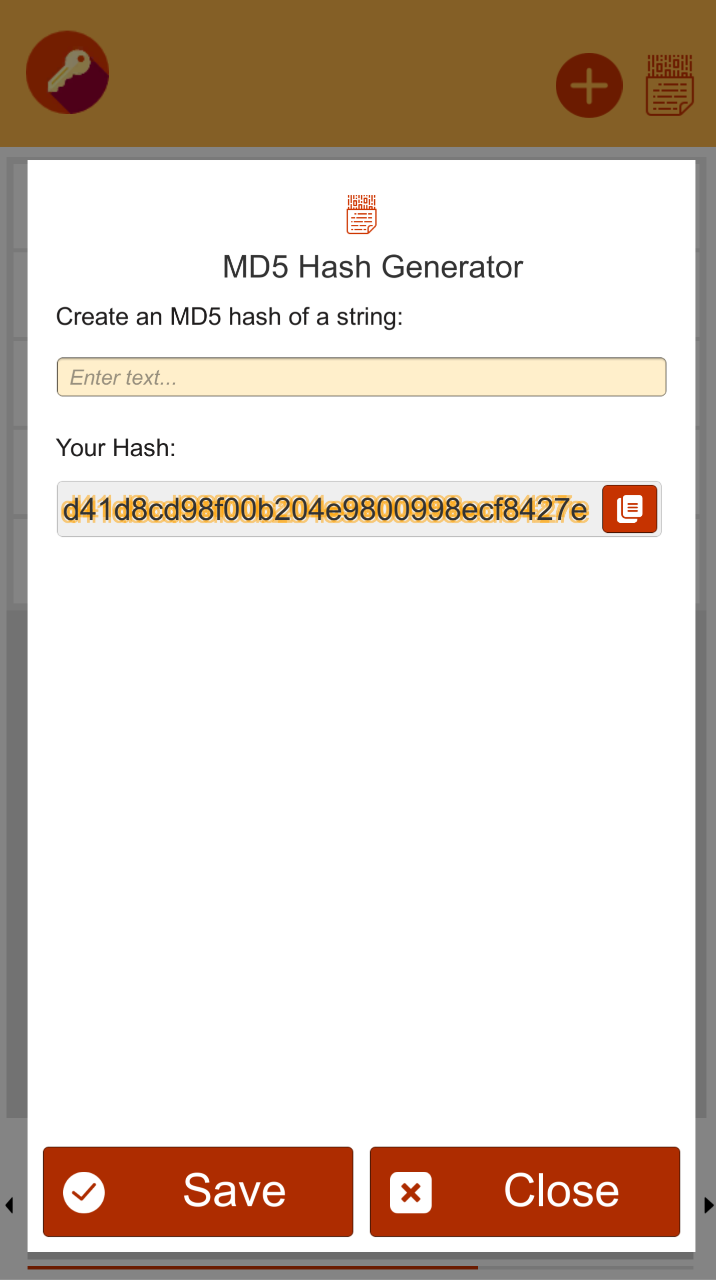 MD5 Hash Generator
Create an MD5 hash of a string:
Enter text...
Your Hash:
d41d8cd98f00b204e9800998ecf8427e
Save
Close